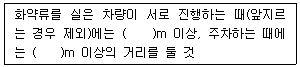 화약류를 실은 차량이 서로 진행하는 때(앞지르
는 경우 제외)에는 (    )m 이상, 주차하는 때에
는 (    )m 이상의 거리를 둘 것